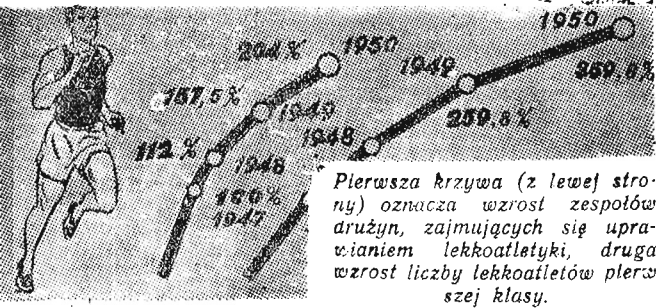 1950
204% 1950
1949
359,8%
157,5%
1949
259,8%
1948
112%
1948
100%
1947
Pierwsza krzywa (z lewej stro-
ny) oznacza wzrost zespołów
drużyn, zajmujących się upra-
wianiem lekkoatletyki, druga
wzrost liczby lekkoatletów pierw
szej klasy.